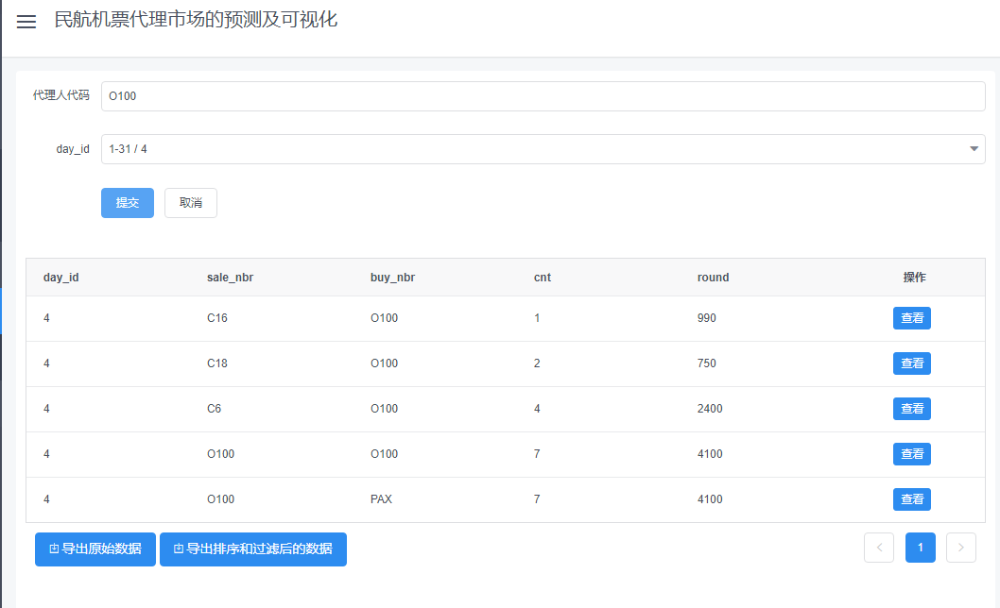 民航机票代理市场的预测及可视化
代理人代码 O100
day_id 1-31 / 4
提交 取消
day_id sale_nbr buy_nbr cnt round 操作
4 C16 O100 1 990 查看
4 C18 O100 2 750 查看
4 C6 O100 4 2400 查看
4 O100 O100 7 4100 查看
4 O100 PAX 7 4100 查看
导出原始数据 导出排序和过滤后的数据 1